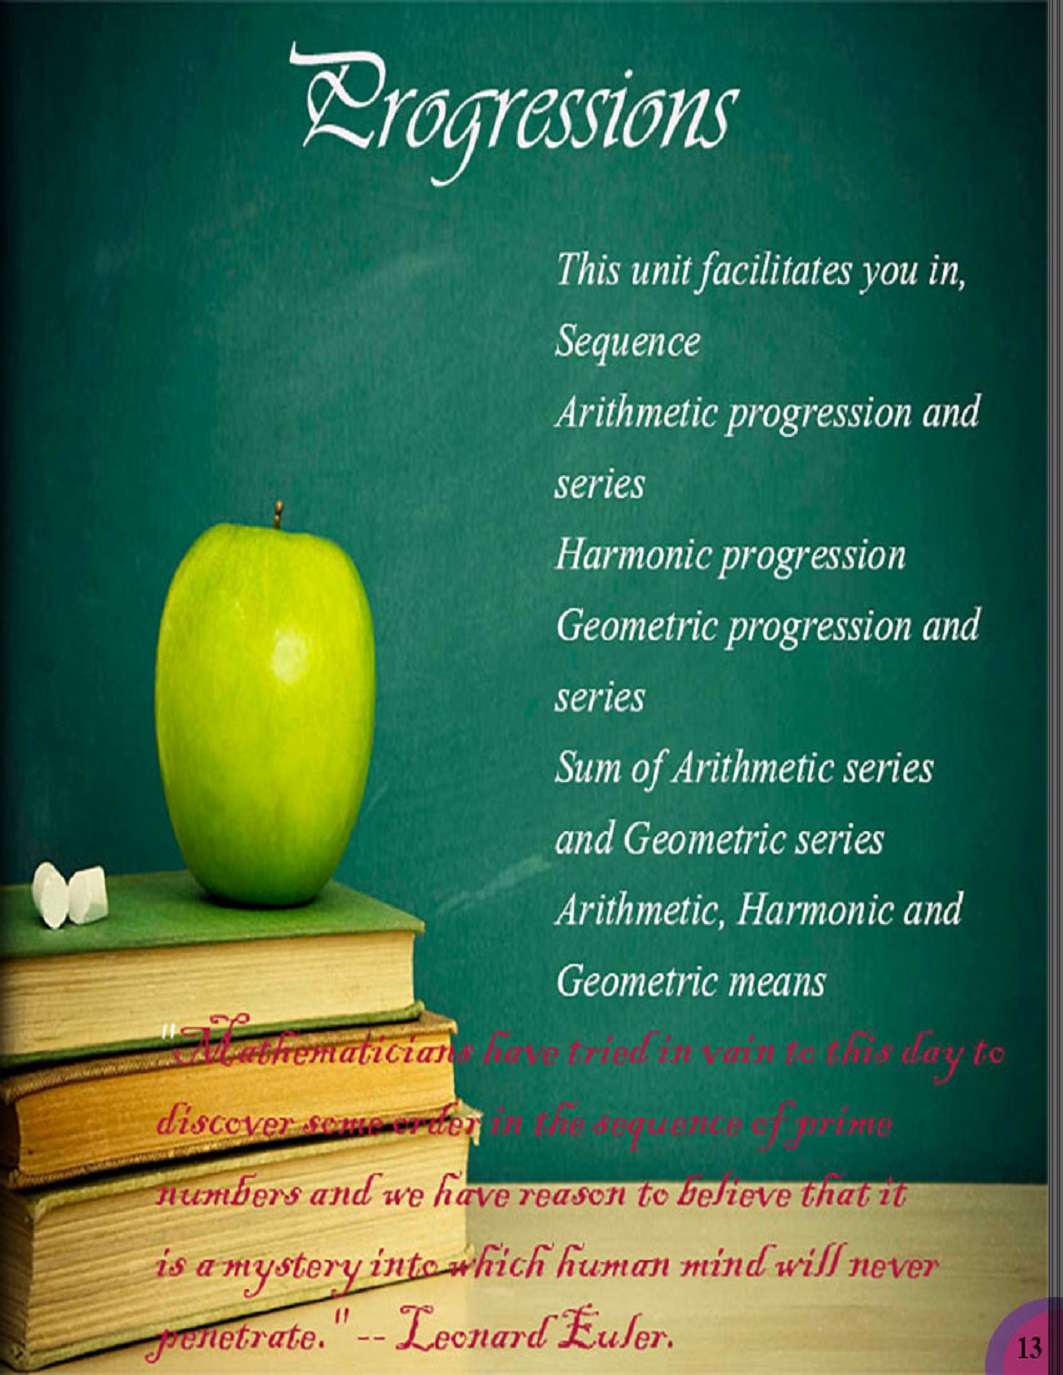 Progressions
This unit facilitates you in,
Sequence
Arithmetic progression and
series
Harmonic progression
Geometric progression and
series
Sum of Arithmetic series
and Geometric series
Arithmetic, Harmonic and
Geometric means
"Mathematicians have tried in vain to this day to
discover some order in the sequence of prime
numbers and we have reason to believe that it
is a mystery into which human mind will never
penetrate." -- Leonard Euler.
13